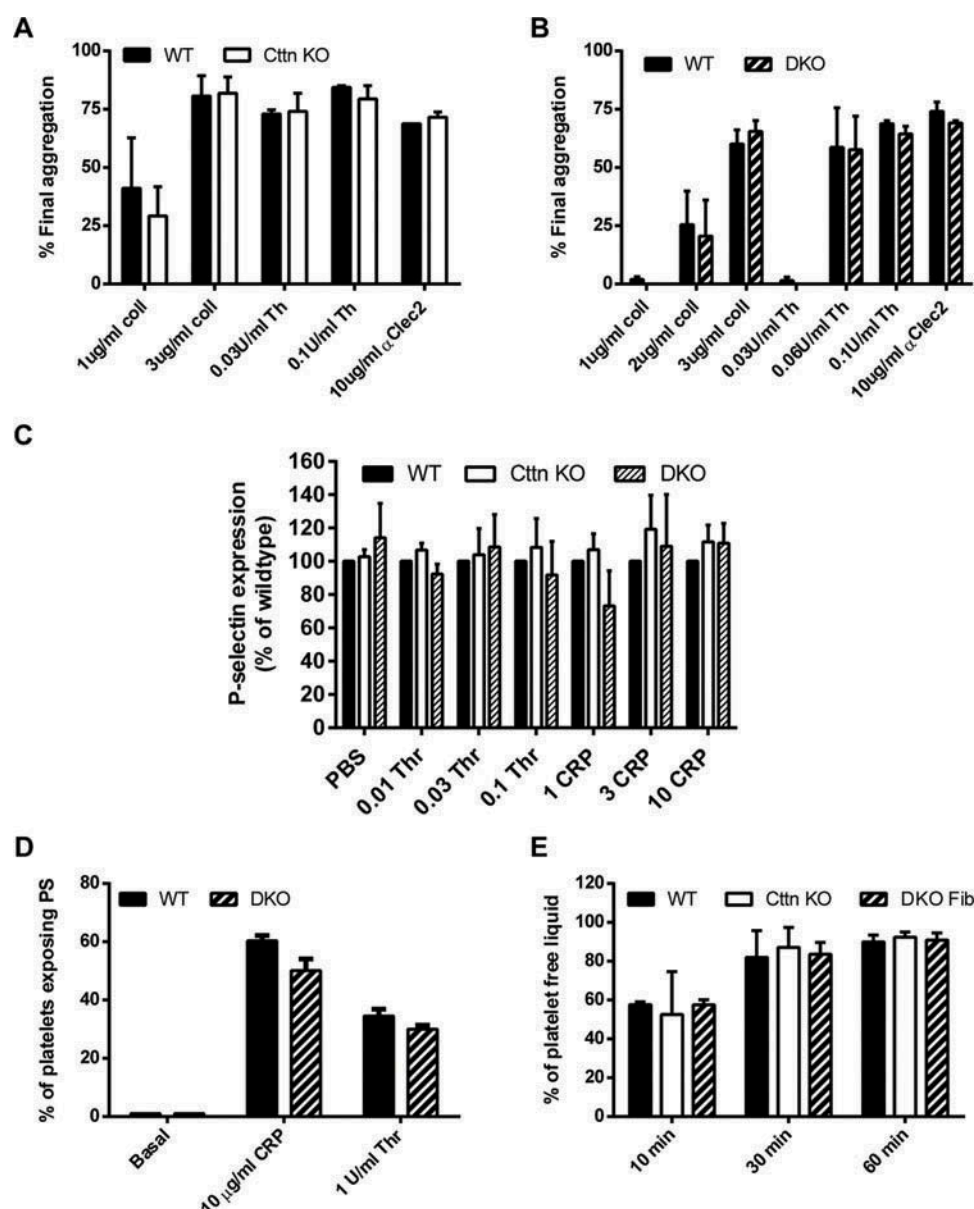 A
WT Cttn KO
% Final aggregation
100
75
50
25
0
1ug/ml coll
3ug/ml coll
0.03U/ml Th
0.1U/ml Th
10ug/ml αClec2
B
WT DKO
% Final aggregation
100
75
50
25
0
1ug/ml coll
2ug/ml coll
3ug/ml coll
0.03U/ml Th
0.06U/ml Th
0.1U/ml Th
10ug/ml αClec2
C
WT Cttn KO DKO
P-selectin expression
(% of wildtype)
160
140
120
100
80
60
40
20
0
PBS
0.01 Thr
0.03 Thr
0.1 Thr
1 CRP
3 CRP
10 CRP
D
WT DKO
% of platelets exposing PS
80
60
40
20
0
Basal
10 μg/ml CRP
1 U/ml Thr
E
WT Cttn KO DKO Fib
% of platelet free liquid
120
100
80
60
40
20
0
10 min
30 min
60 min